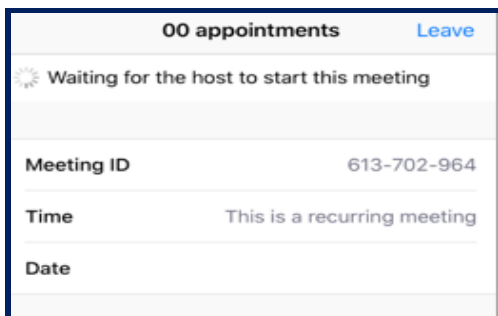 00 appointments Leave
Waiting for the host to start this meeting
Meeting ID 613-702-964
Time This is a recurring meeting
Date